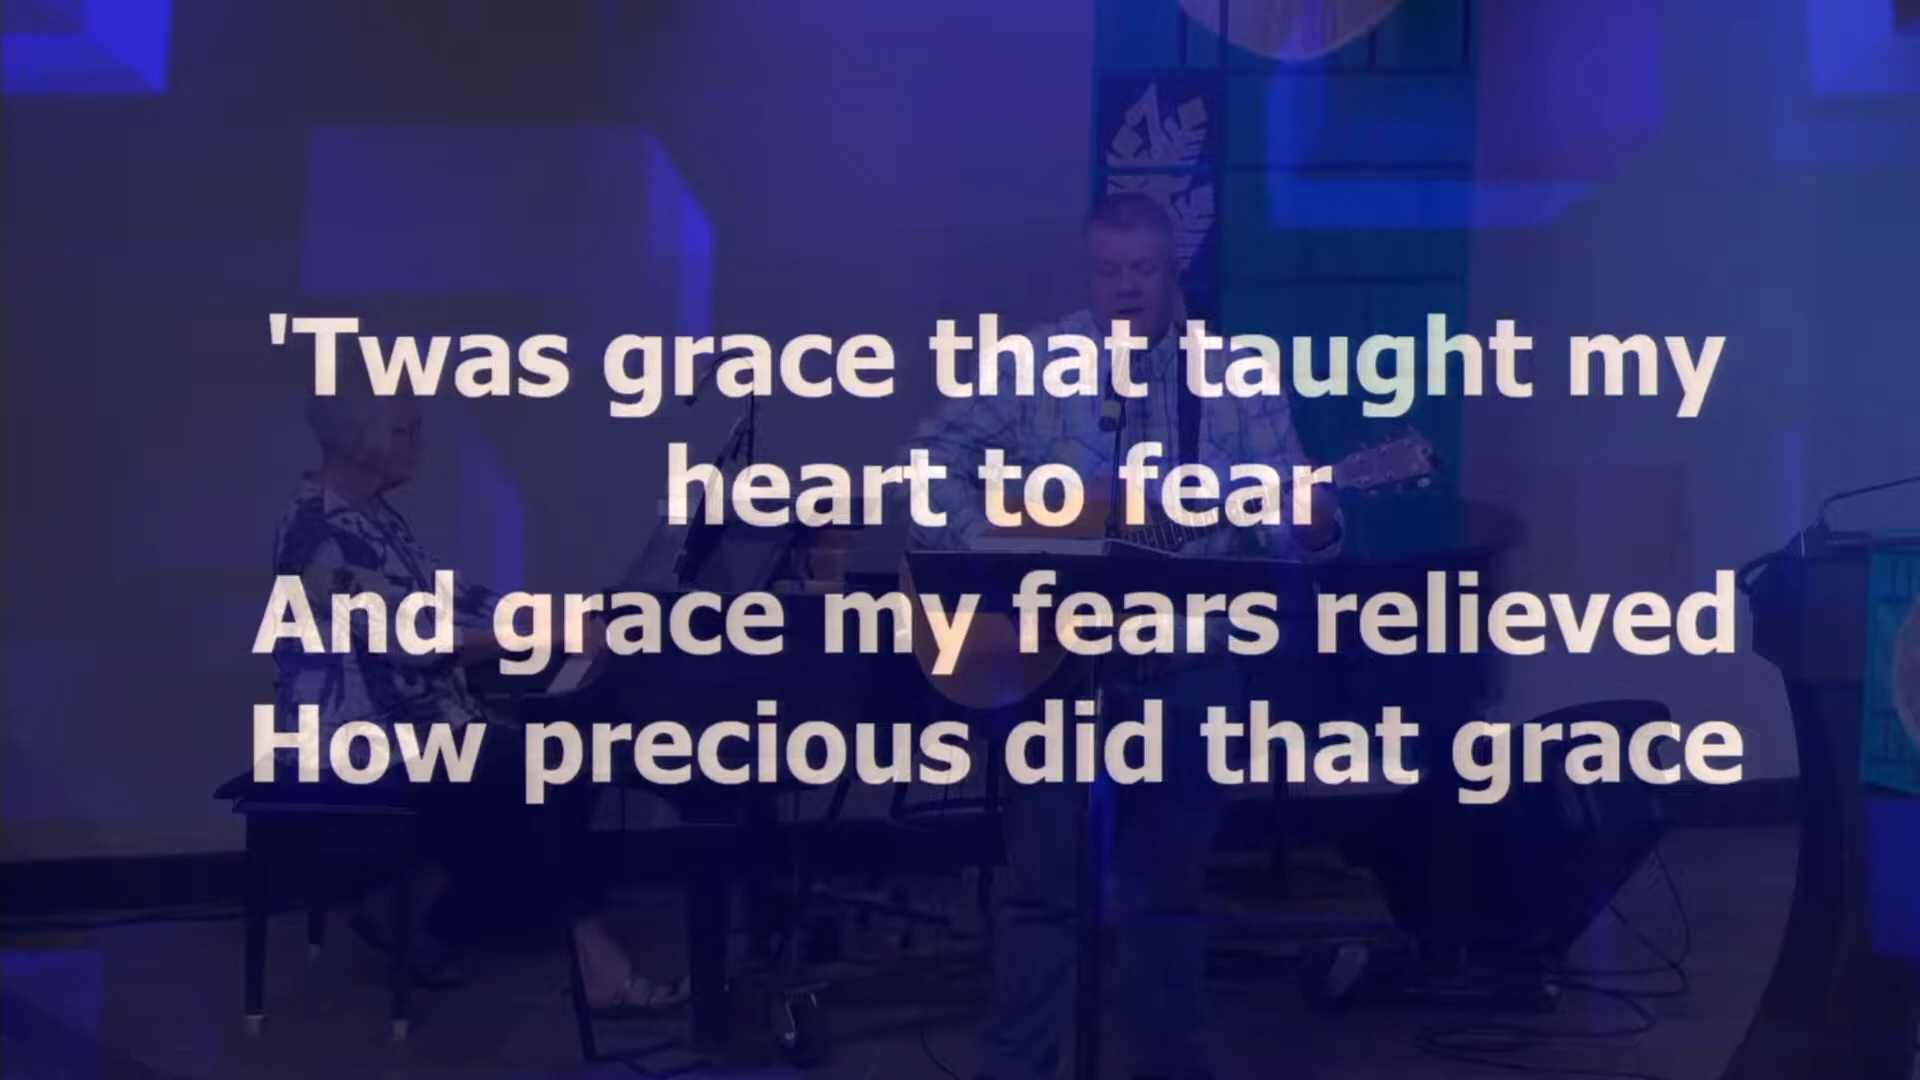 'Twas grace that taught my
heart to fear
And grace my fears relieved
How precious did that grace